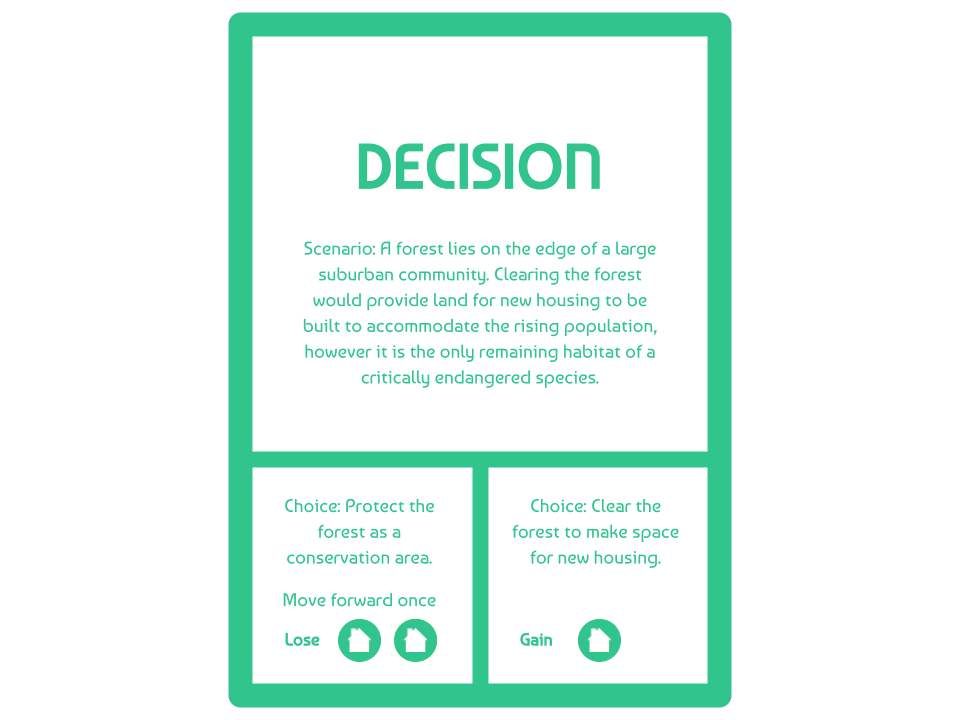 DECISION
Scenario: A forest lies on the edge of a large
suburban community. Clearing the forest
would provide land for new housing to be
built to accommodate the rising population,
however it is the only remaining habitat of a
critically endangered species.
Choice: Protect the
forest as a
conservation area.
Move forward once
Lose
Choice: Clear the
forest to make space
for new housing.
Gain